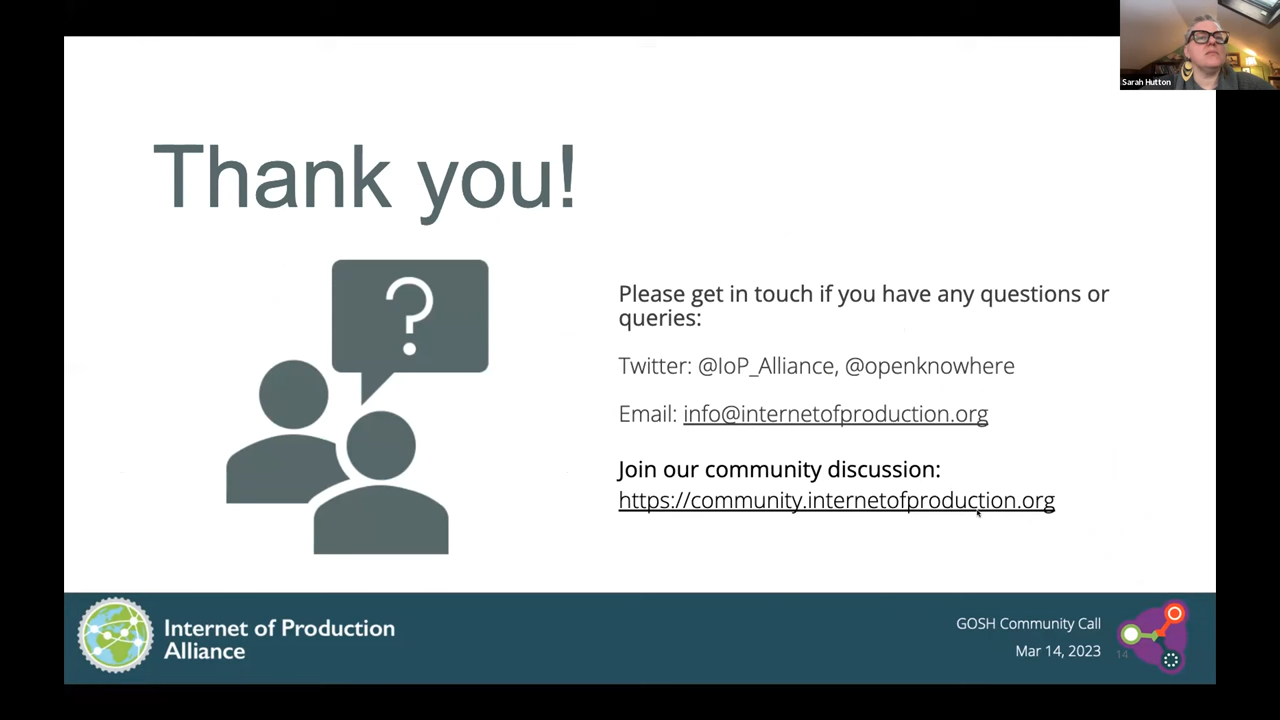 Sarah Hutton
Thank you!
?
Please get in touch if you have any questions or
queries:
Twitter: @IoP_Alliance, @openknowhere
Email: info@internetofproduction.org
Join our community discussion:
https://community.internetofproduction.org
Internet of Production
Alliance
GOSH Community Call
Mar 14, 2023
14